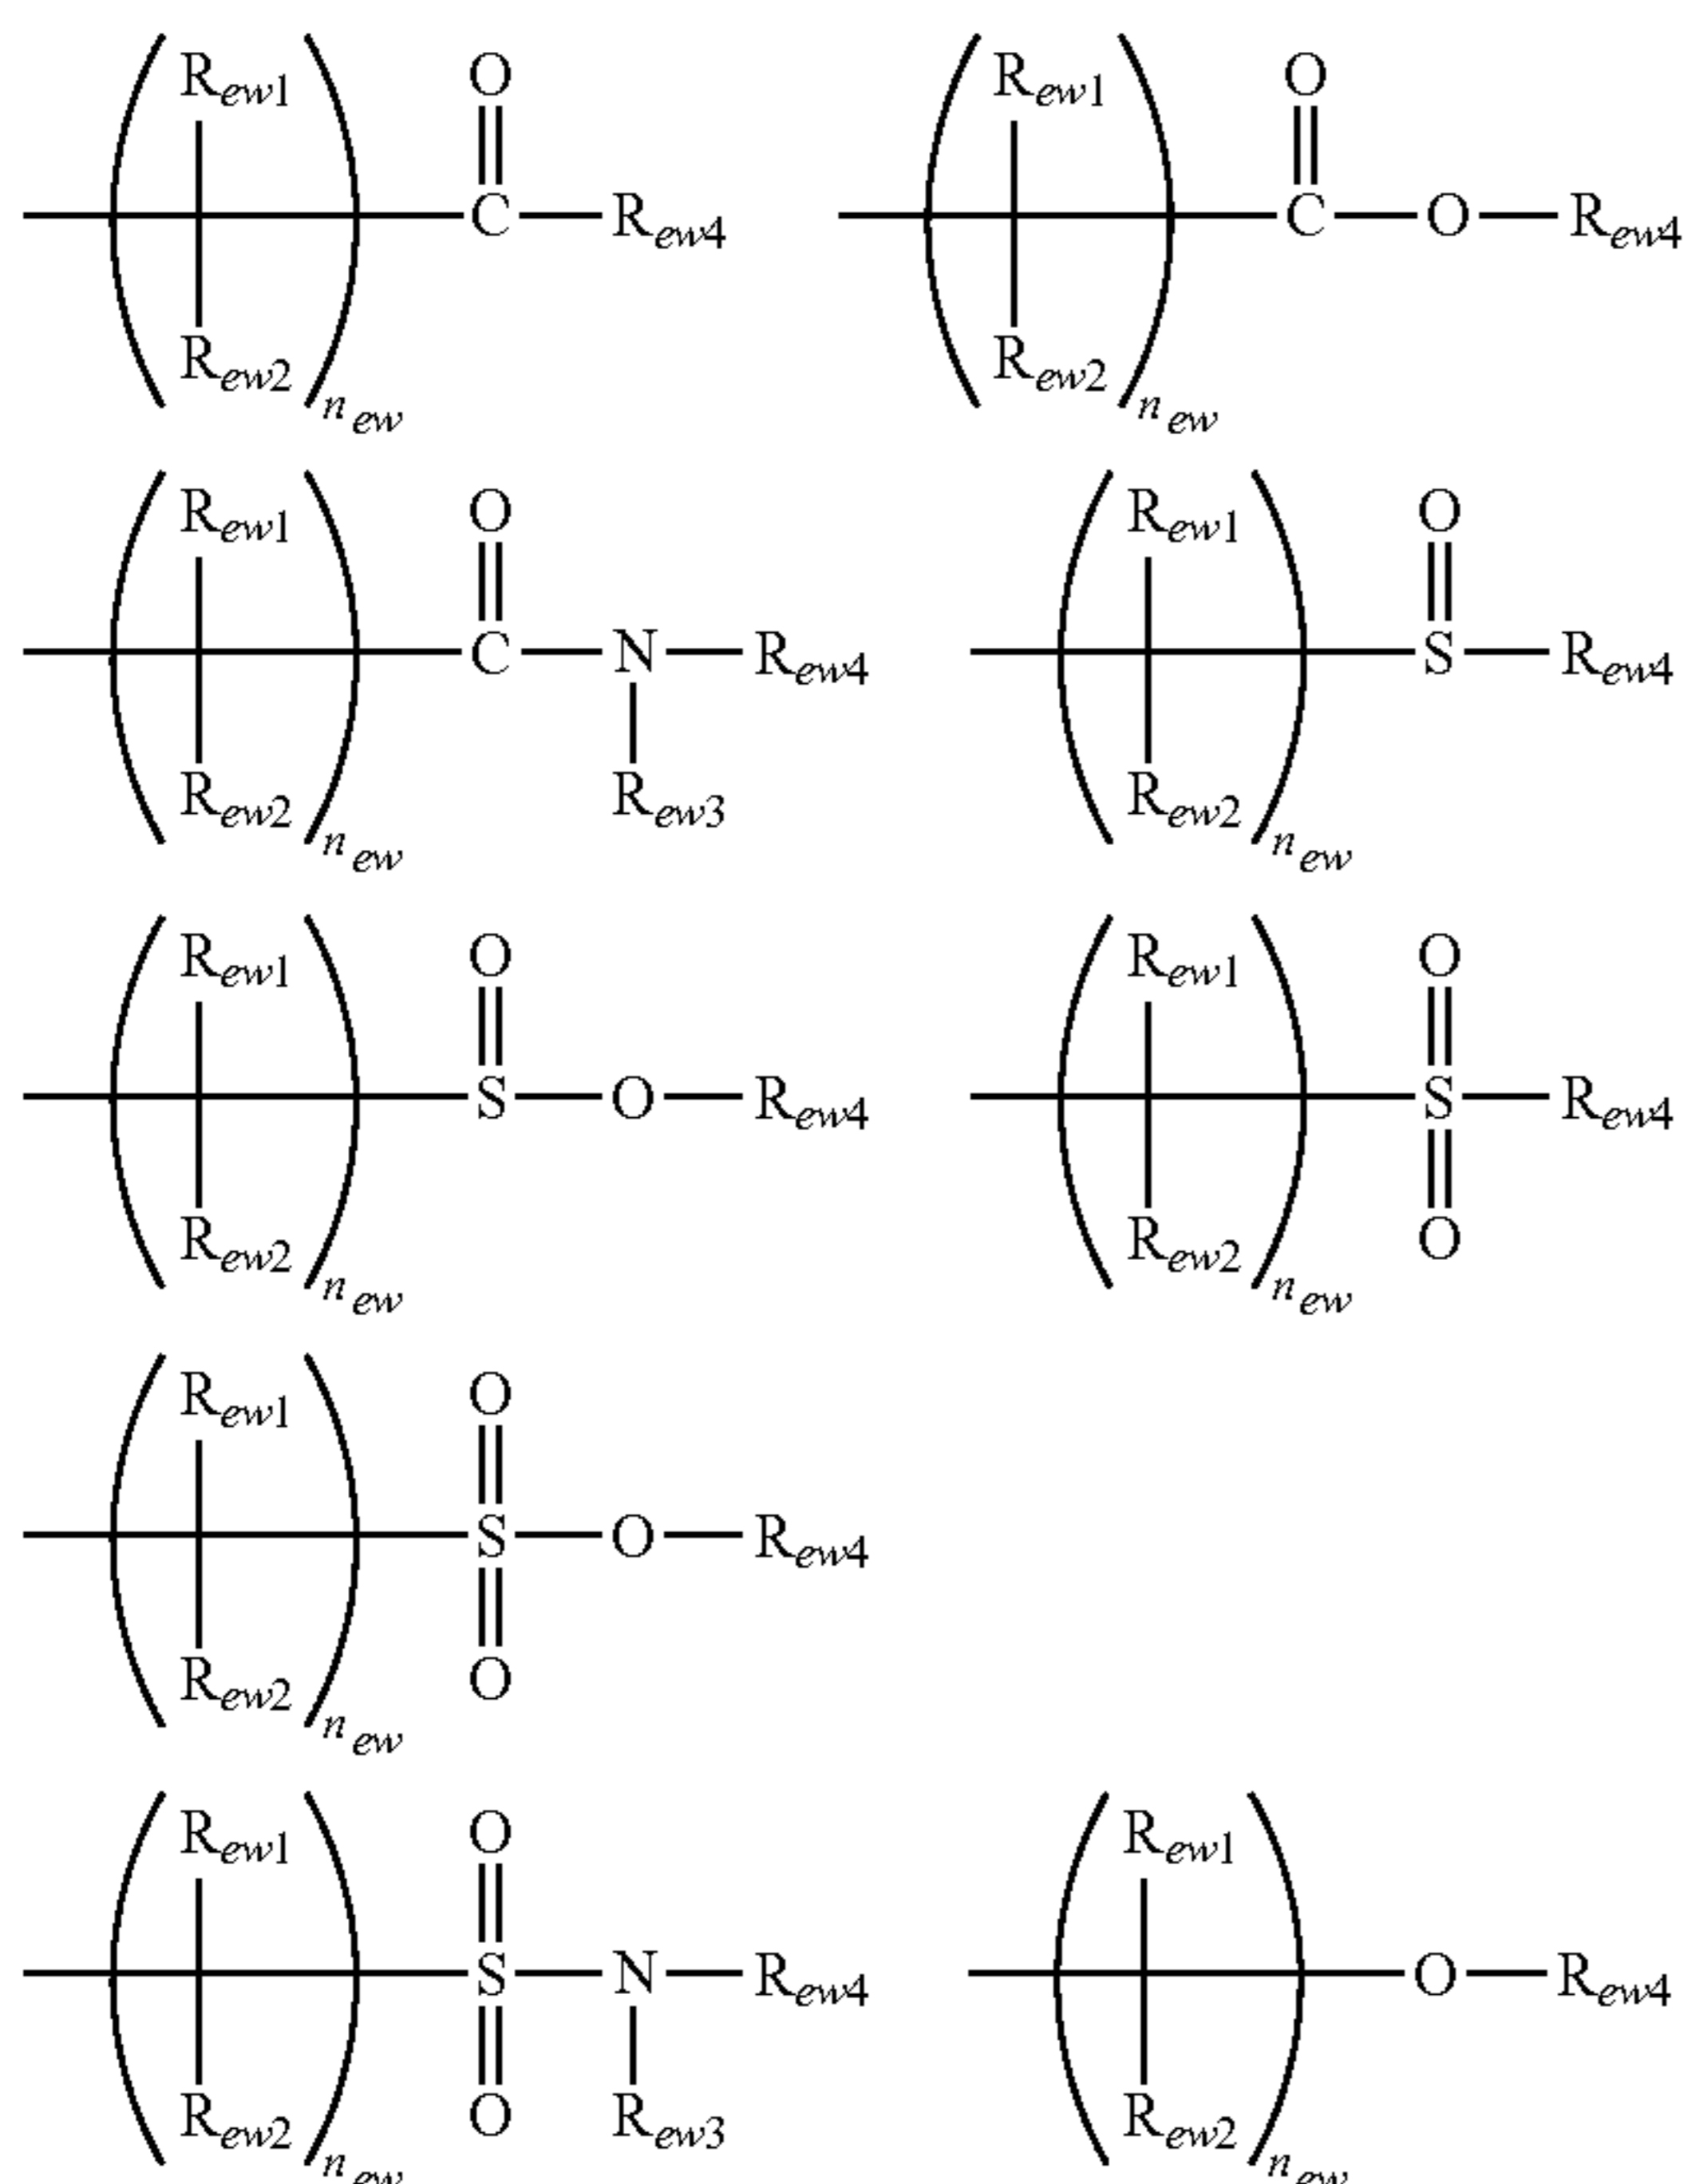 R_ew1 O R_ew1 O
C R_ew4 C O R_ew4
R_ew2 n_ew R_ew2 n_ew
R_ew1 O R_ew1 O
C N R_ew4 S R_ew4
R_ew2 n_ew R_ew3 R_ew2 n_ew
R_ew1 O R_ew1 O
S O R_ew4 S R_ew4
R_ew2 n_ew R_ew2 n_ew O
R_ew1 O
S O R_ew4
R_ew2 n_ew O
R_ew1 O R_ew1
S N R_ew4 O R_ew4
R_ew2 n_ew O R_ew3 R_ew2 n_ew